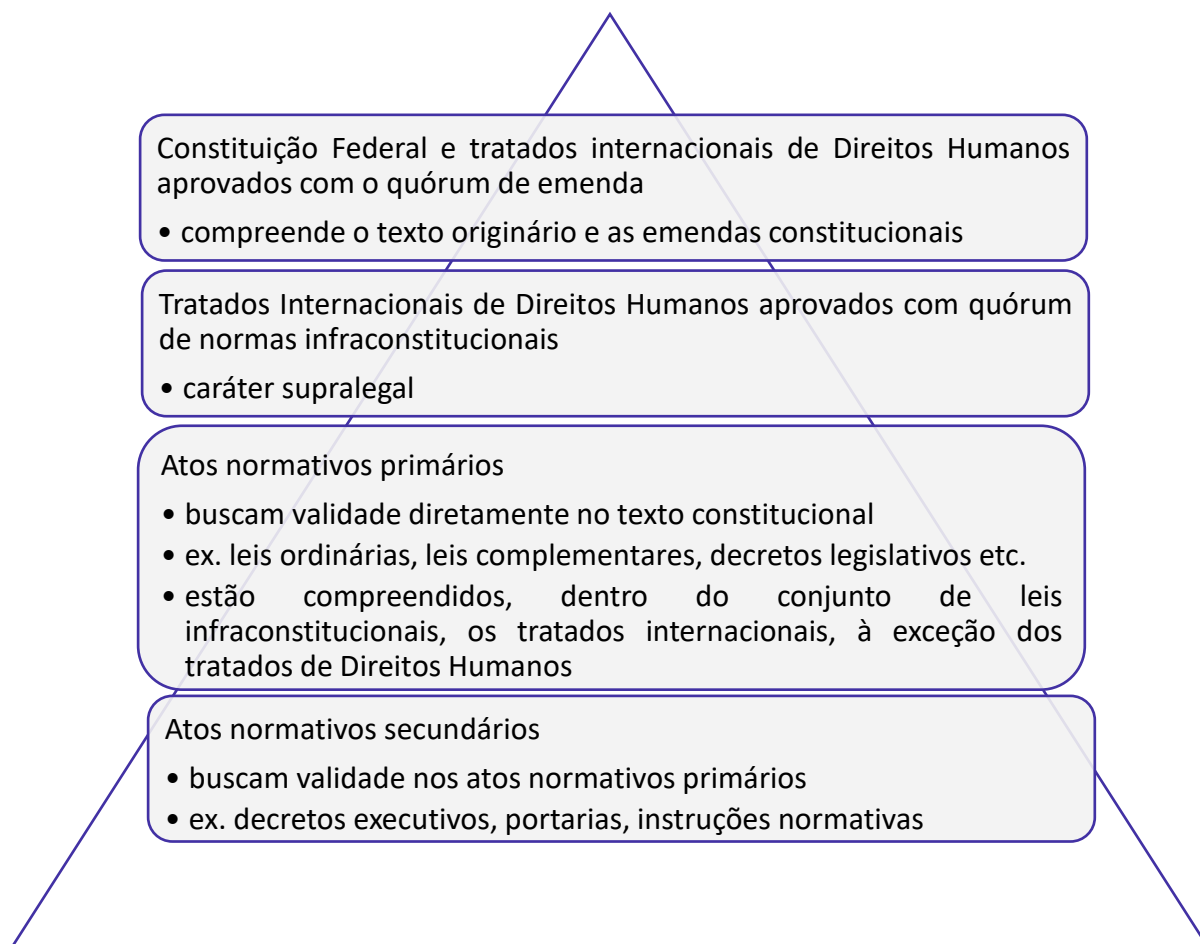 Constituição Federal e tratados internacionais de Direitos Humanos
aprovados com o quórum de emenda
• compreende o texto originário e as emendas constitucionais
Tratados Internacionais de Direitos Humanos aprovados com quórum
de normas infraconstitucionais
• caráter supralegal
Atos normativos primários
• buscam validade diretamente no texto constitucional
• ex. leis ordinárias, leis complementares, decretos legislativos etc.
• estão compreendidos, dentro do conjunto de leis
infraconstitucionais, os tratados internacionais, à exceção dos
tratados de Direitos Humanos
Atos normativos secundários
• buscam validade nos atos normativos primários
• ex. decretos executivos, portarias, instruções normativas